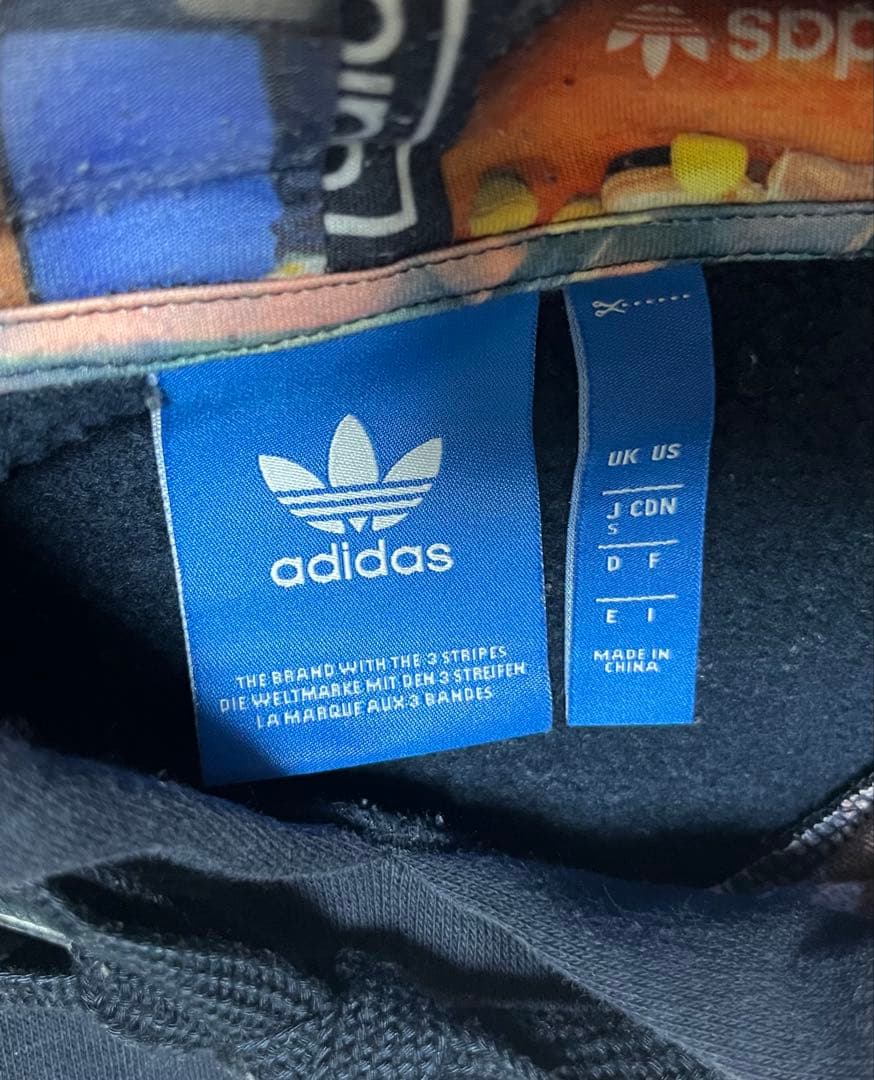 adidas
UK US
J CDN
S
D F
E I
MADE IN
CHINA
adidas
THE BRAND WITH THE 3 STRIPES
DIE WELTMARKE MIT DEN 3 STREIFEN
LA MARQUE AUX 3 BANDES